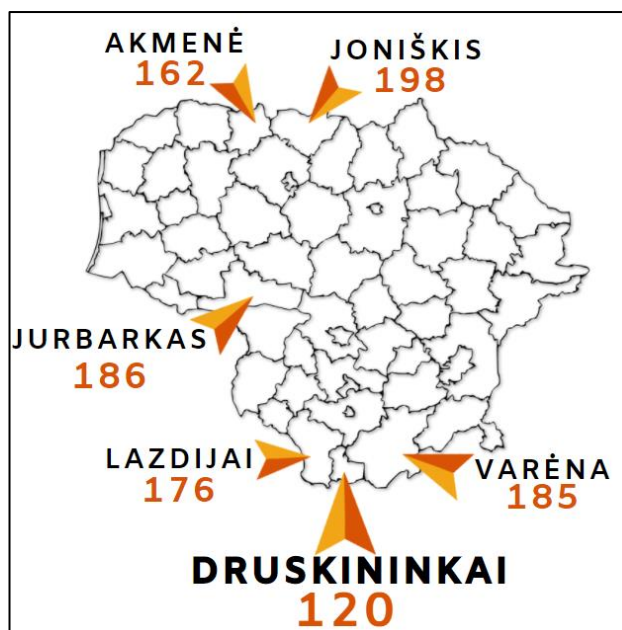 AKMENĖ
162
JONIŠKIS
198
JURBARKAS
186
LAZDIJAI
176
VARĖNA
185
DRUSKININKAI
120